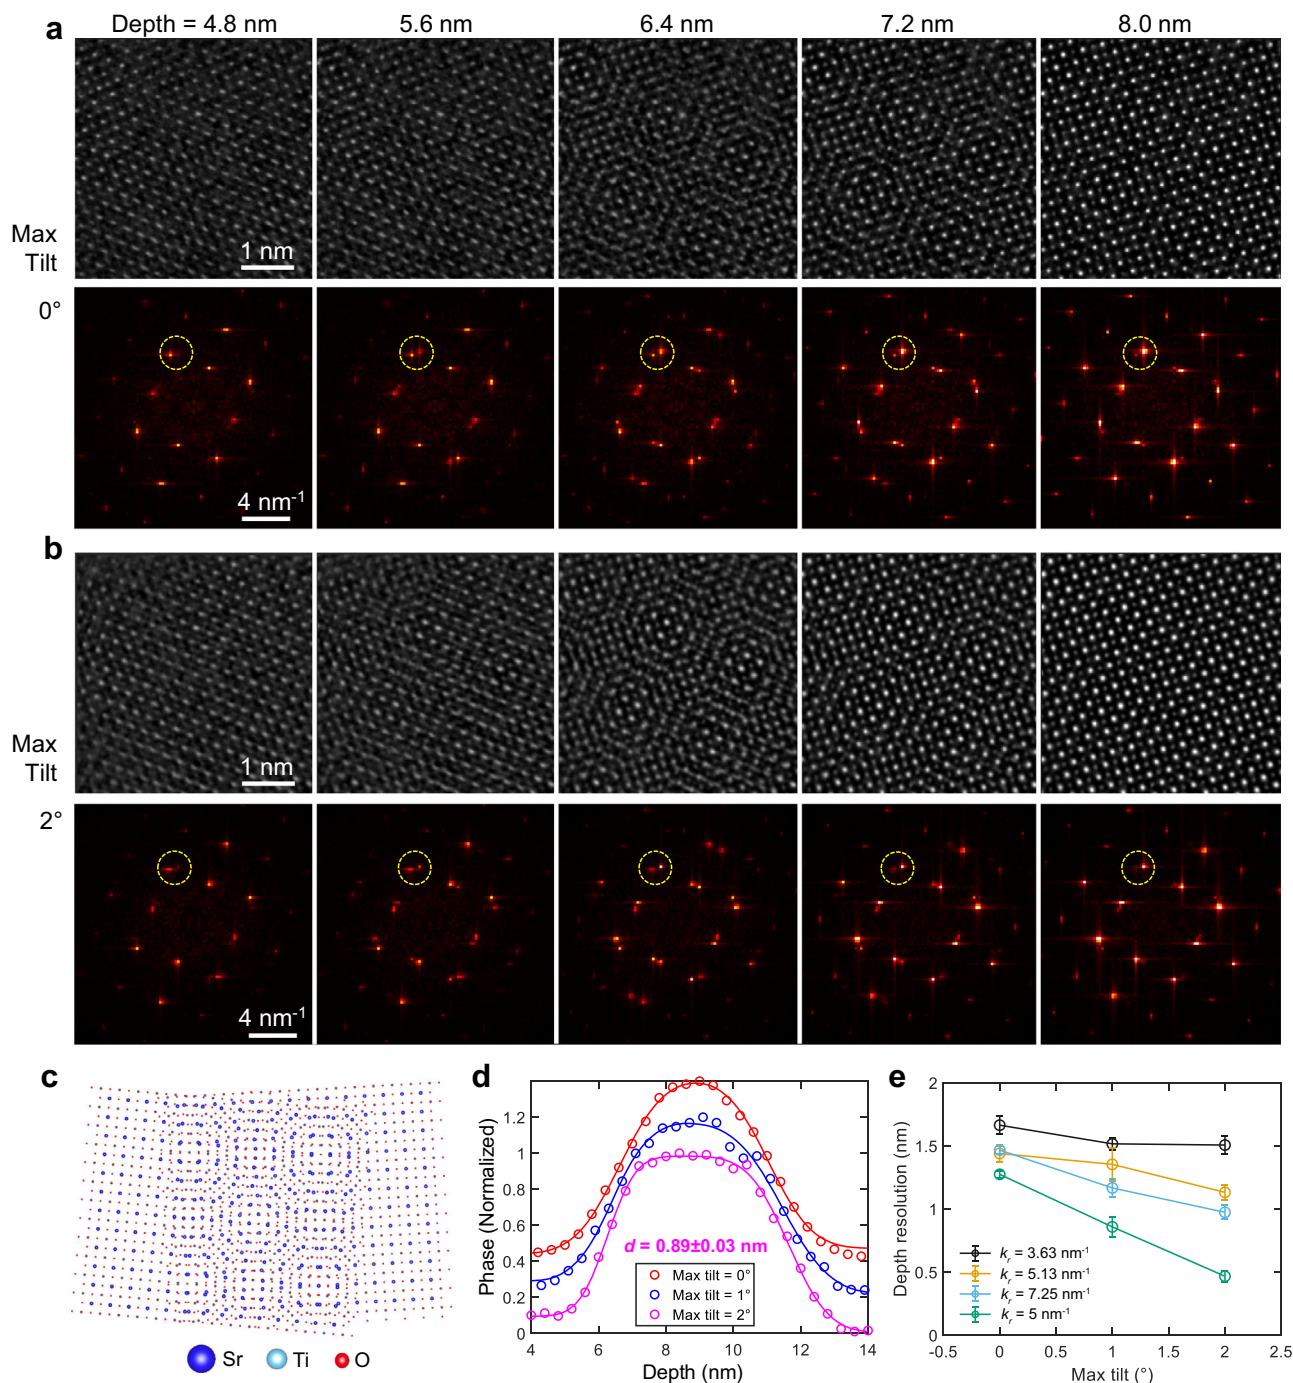 a
Depth = 4.8 nm
5.6 nm
6.4 nm
7.2 nm
8.0 nm
Max
Tilt
1 nm
0°
4 nm⁻¹
b
Max
Tilt
1 nm
2°
4 nm⁻¹
c
Sr
Ti
O
d
Phase (Normalized)
1.2
1
0.8
0.6
0.4
0.2
0
d = 0.89±0.03 nm
Max tilt = 0°
Max tilt = 1°
Max tilt = 2°
4
6
8
10
12
14
Depth (nm)
e
Depth resolution (nm)
2
1.5
1
0.5
0
kr = 3.63 nm⁻¹
kr = 5.13 nm⁻¹
kr = 7.25 nm⁻¹
kr = 5 nm⁻¹
-0.5
0
0.5
1
1.5
2
2.5
Max tilt (°)